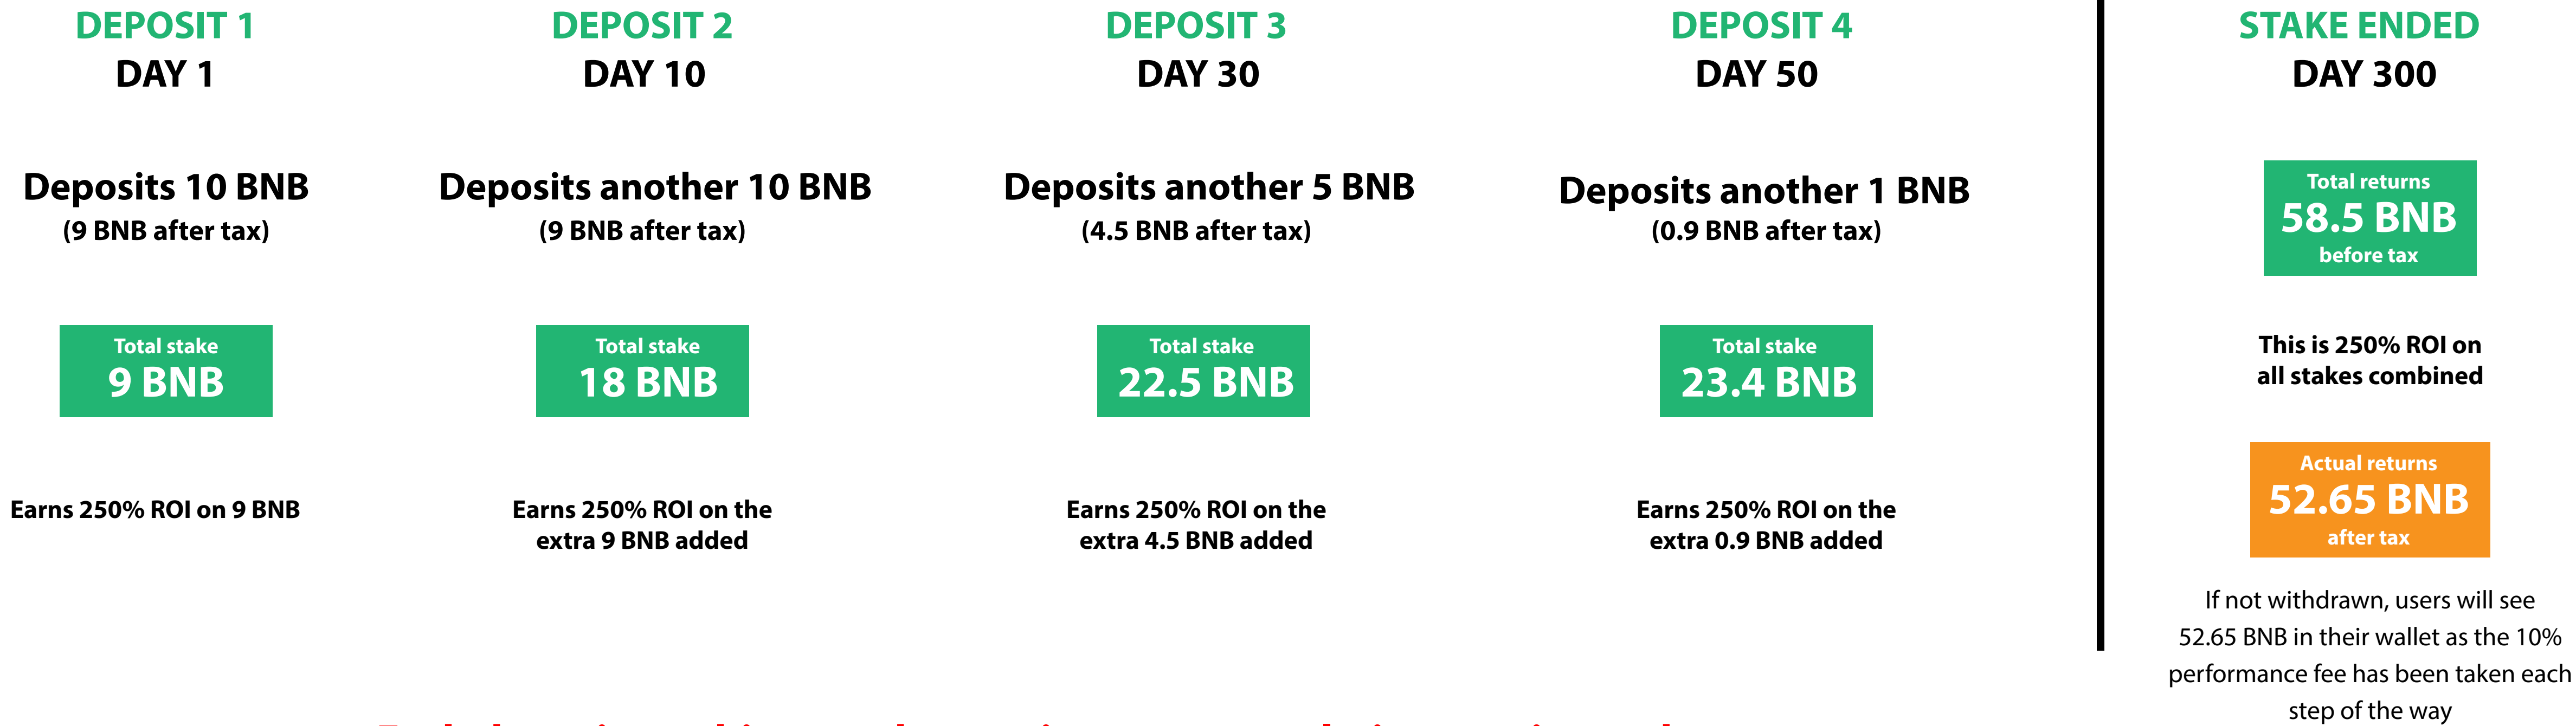 DEPOSIT 1
DAY 1
Deposits 10 BNB
(9 BNB after tax)
Total stake
9 BNB
Earns 250% ROI on 9 BNB
DEPOSIT 2
DAY 10
Deposits another 10 BNB
(9 BNB after tax)
Total stake
18 BNB
Earns 250% ROI on the
extra 9 BNB added
DEPOSIT 3
DAY 30
Deposits another 5 BNB
(4.5 BNB after tax)
Total stake
22.5 BNB
Earns 250% ROI on the
extra 4.5 BNB added
DEPOSIT 4
DAY 50
Deposits another 1 BNB
(0.9 BNB after tax)
Total stake
23.4 BNB
Earns 250% ROI on the
extra 0.9 BNB added
STAKE ENDED
DAY 300
Total returns
58.5 BNB
before tax
This is 250% ROI on
all stakes combined
Actual returns
52.65 BNB
after tax
If not withdrawn, users will see
52.65 BNB in their wallet as the 10%
performance fee has been taken each
step of the way